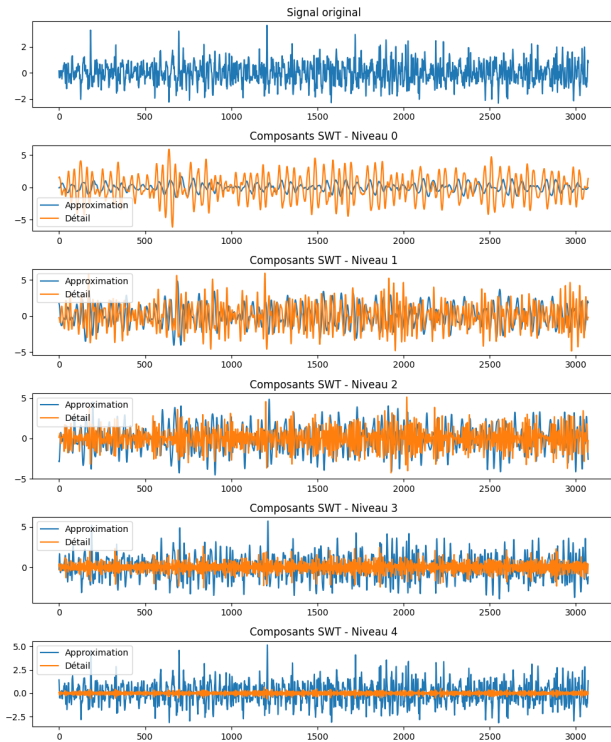 Signal original
2
0
−2
0 500 1000 1500 2000 2500 3000
Composants SWT - Niveau 0
5
0
−5
Approximation
Détail
0 500 1000 1500 2000 2500 3000
Composants SWT - Niveau 1
5
0
−5
Approximation
Détail
0 500 1000 1500 2000 2500 3000
Composants SWT - Niveau 2
5
0
−5
Approximation
Détail
0 500 1000 1500 2000 2500 3000
Composants SWT - Niveau 3
5
0
Approximation
Détail
0 500 1000 1500 2000 2500 3000
Composants SWT - Niveau 4
5.0
2.5
0.0
−2.5
Approximation
Détail
0 500 1000 1500 2000 2500 3000